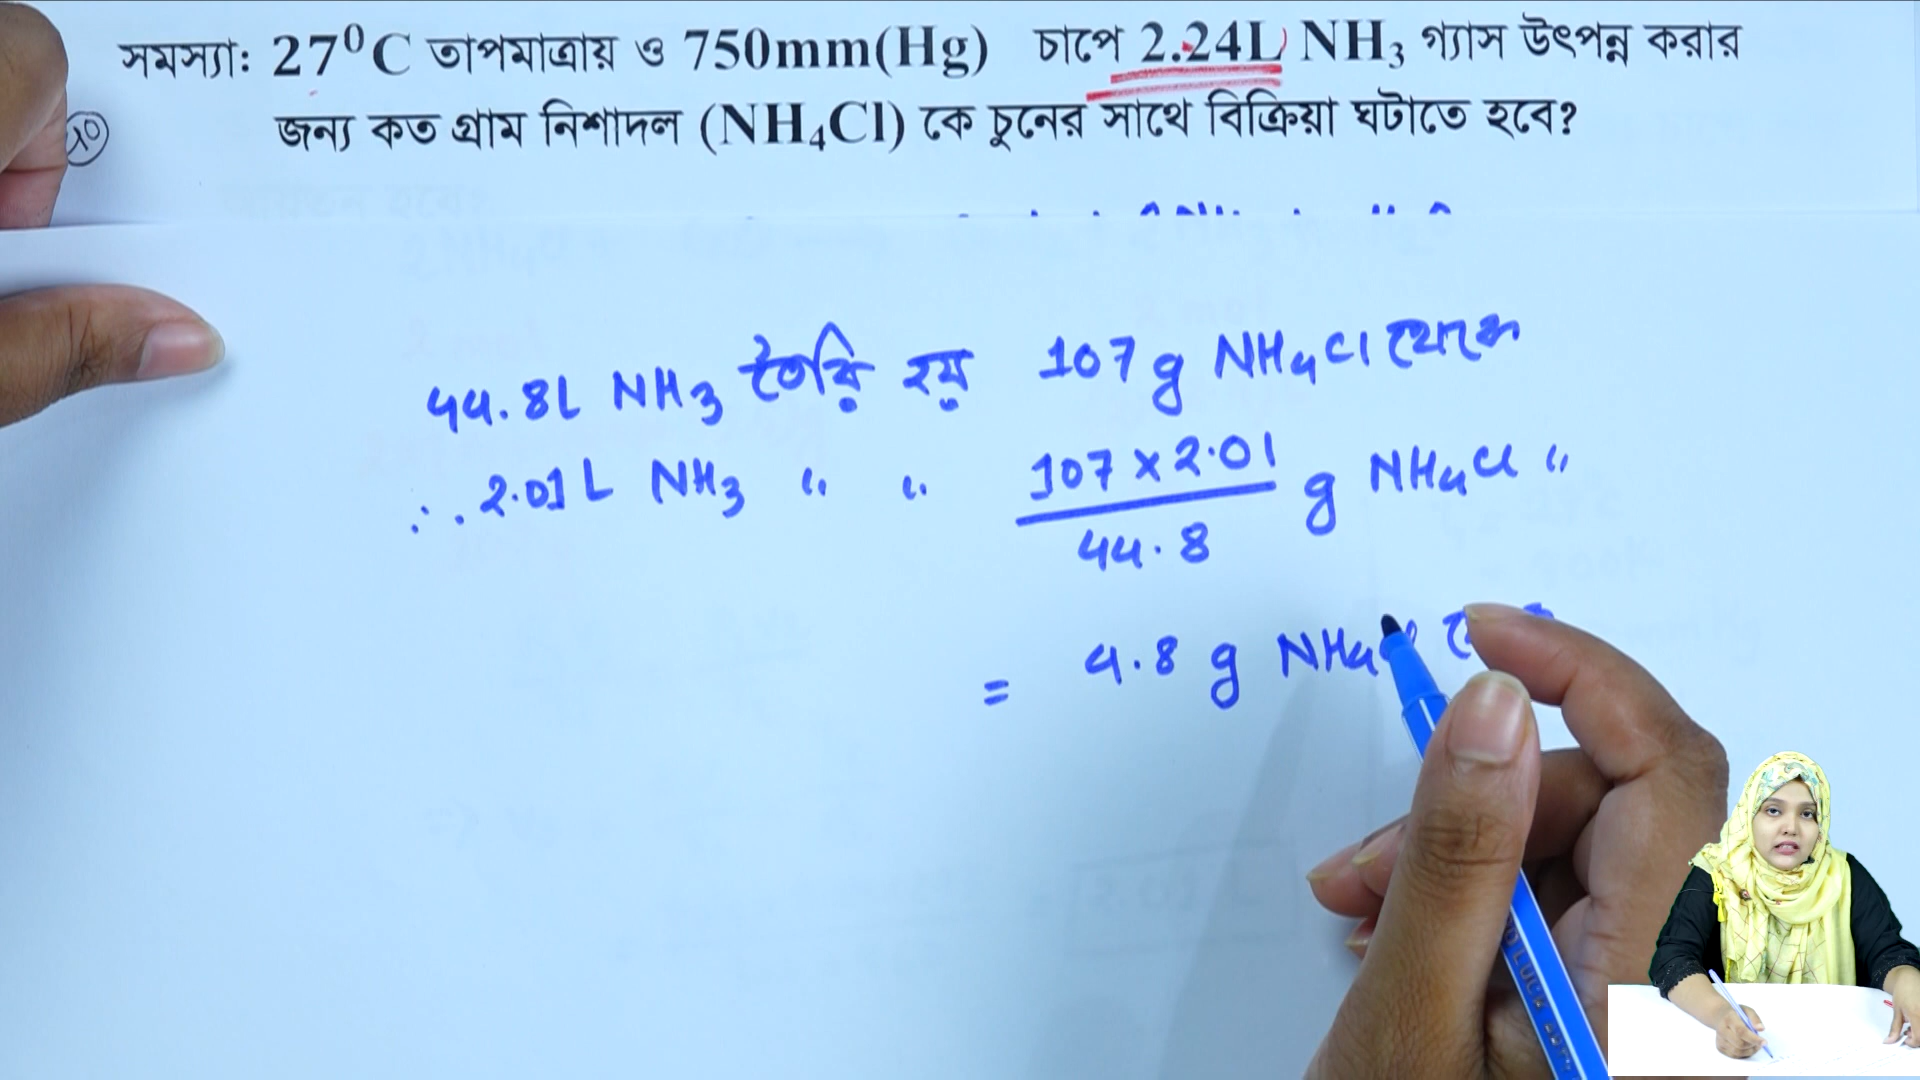 সমস্যা: 27⁰C তাপমাত্রায় ও 750mm(Hg) চাপে 2.24L NH₃ গ্যাস উৎপন্ন করার
১০
জন্য কত গ্রাম নিশাদল (NH₄Cl) কে চুনের সাথে বিক্রিয়া ঘটাতে হবে?
44.8L NH₃ তৈরি হয় 107 g NH₄Cl থেকে
∴ 2.01 L NH₃ " " 107 × 2.01 / 44.8 g NH₄Cl "
= 4.8 g